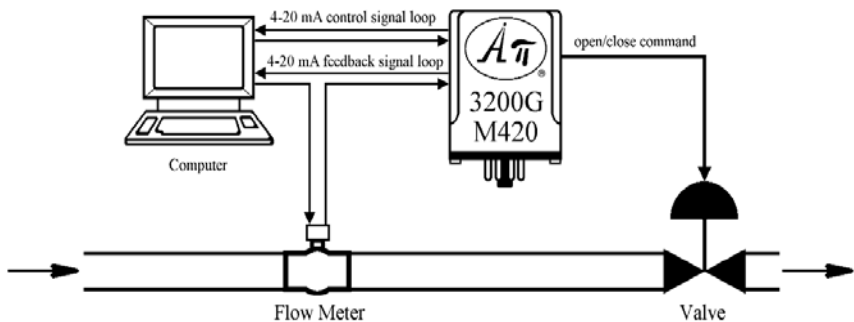 4-20 mA control signal loop
4-20 mA feedback signal loop
open/close command
Aπ
®
3200G
M420
Computer
Flow Meter
Valve